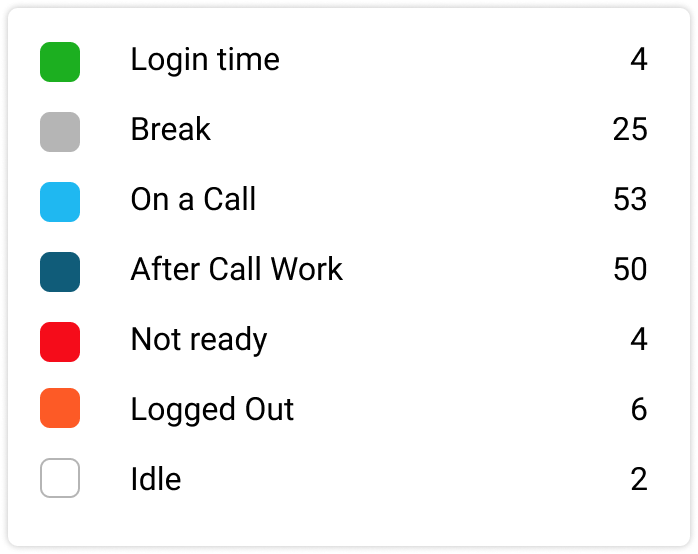 Login time 4
Break 25
On a Call 53
After Call Work 50
Not ready 4
Logged Out 6
Idle 2